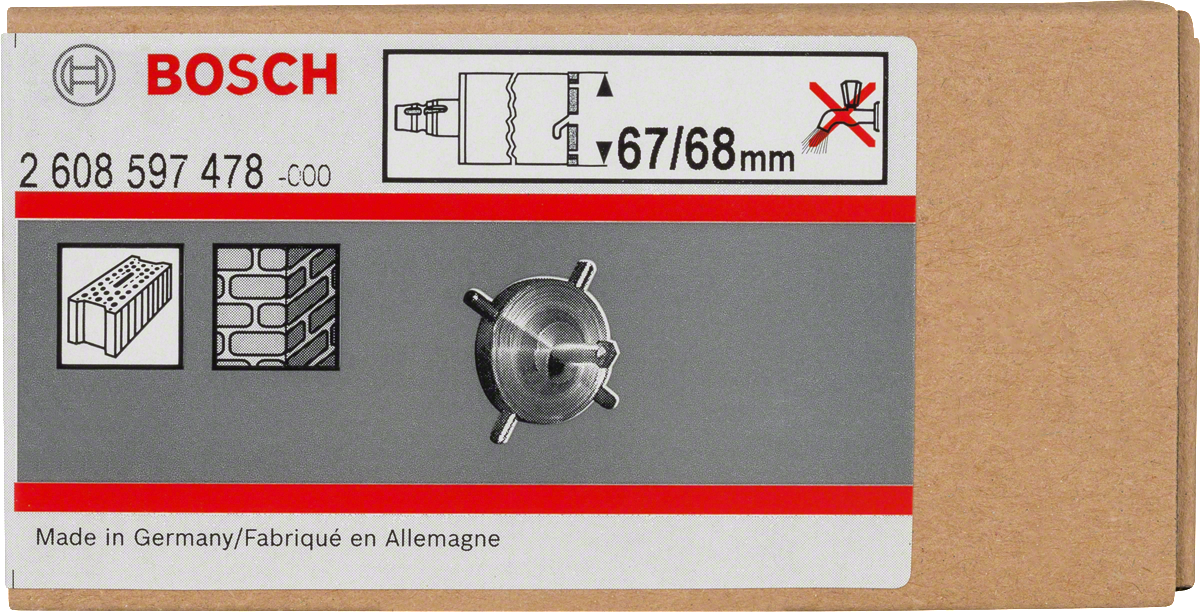 BOSCH
2 608 597 478 -000
67/68mm
Made in Germany/Fabriqué en Allemagne